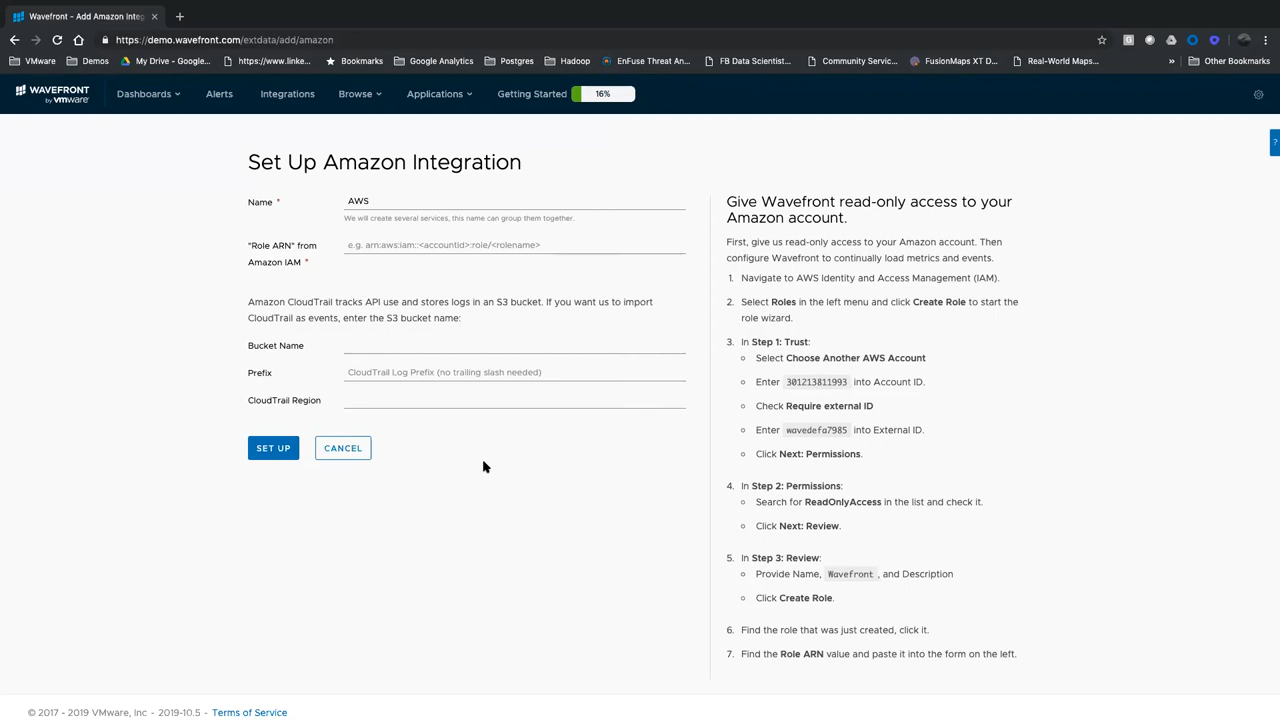 Wavefront - Add Amazon Integ
https://demo.wavefront.com/extdata/add/amazon
VMware
Demos
My Drive - Google...
https://www.linke...
Bookmarks
Google Analytics
Postgres
Hadoop
EnFuse Threat An...
FB Data Scientist...
Community Servic...
FusionMaps XT D...
Real-World Maps...
»
Other Bookmarks
WAVEFRONT
by vmware
Dashboards
Alerts
Integrations
Browse
Applications
Getting Started
16%
?
Set Up Amazon Integration
Name *
AWS
We will create several services, this name can group them together.
"Role ARN" from
Amazon IAM *
e.g. arn:aws:iam::<accountid>:role/<rolename>
Amazon CloudTrail tracks API use and stores logs in an S3 bucket. If you want us to import
CloudTrail as events, enter the S3 bucket name:
Bucket Name
Prefix
CloudTrail Log Prefix (no trailing slash needed)
CloudTrail Region
SET UP
CANCEL
Give Wavefront read-only access to your
Amazon account.
First, give us read-only access to your Amazon account. Then
configure Wavefront to continually load metrics and events.
1. Navigate to AWS Identity and Access Management (IAM).
2. Select Roles in the left menu and click Create Role to start the
role wizard.
3. In Step 1: Trust:
Select Choose Another AWS Account
Enter 301213811993 into Account ID.
Check Require external ID
Enter wavedefa7985 into External ID.
Click Next: Permissions.
4. In Step 2: Permissions:
Search for ReadOnlyAccess in the list and check it.
Click Next: Review.
5. In Step 3: Review:
Provide Name, Wavefront , and Description
Click Create Role.
6. Find the role that was just created, click it.
7. Find the Role ARN value and paste it into the form on the left.
© 2017 - 2019 VMware, Inc - 2019-10.5 - Terms of Service